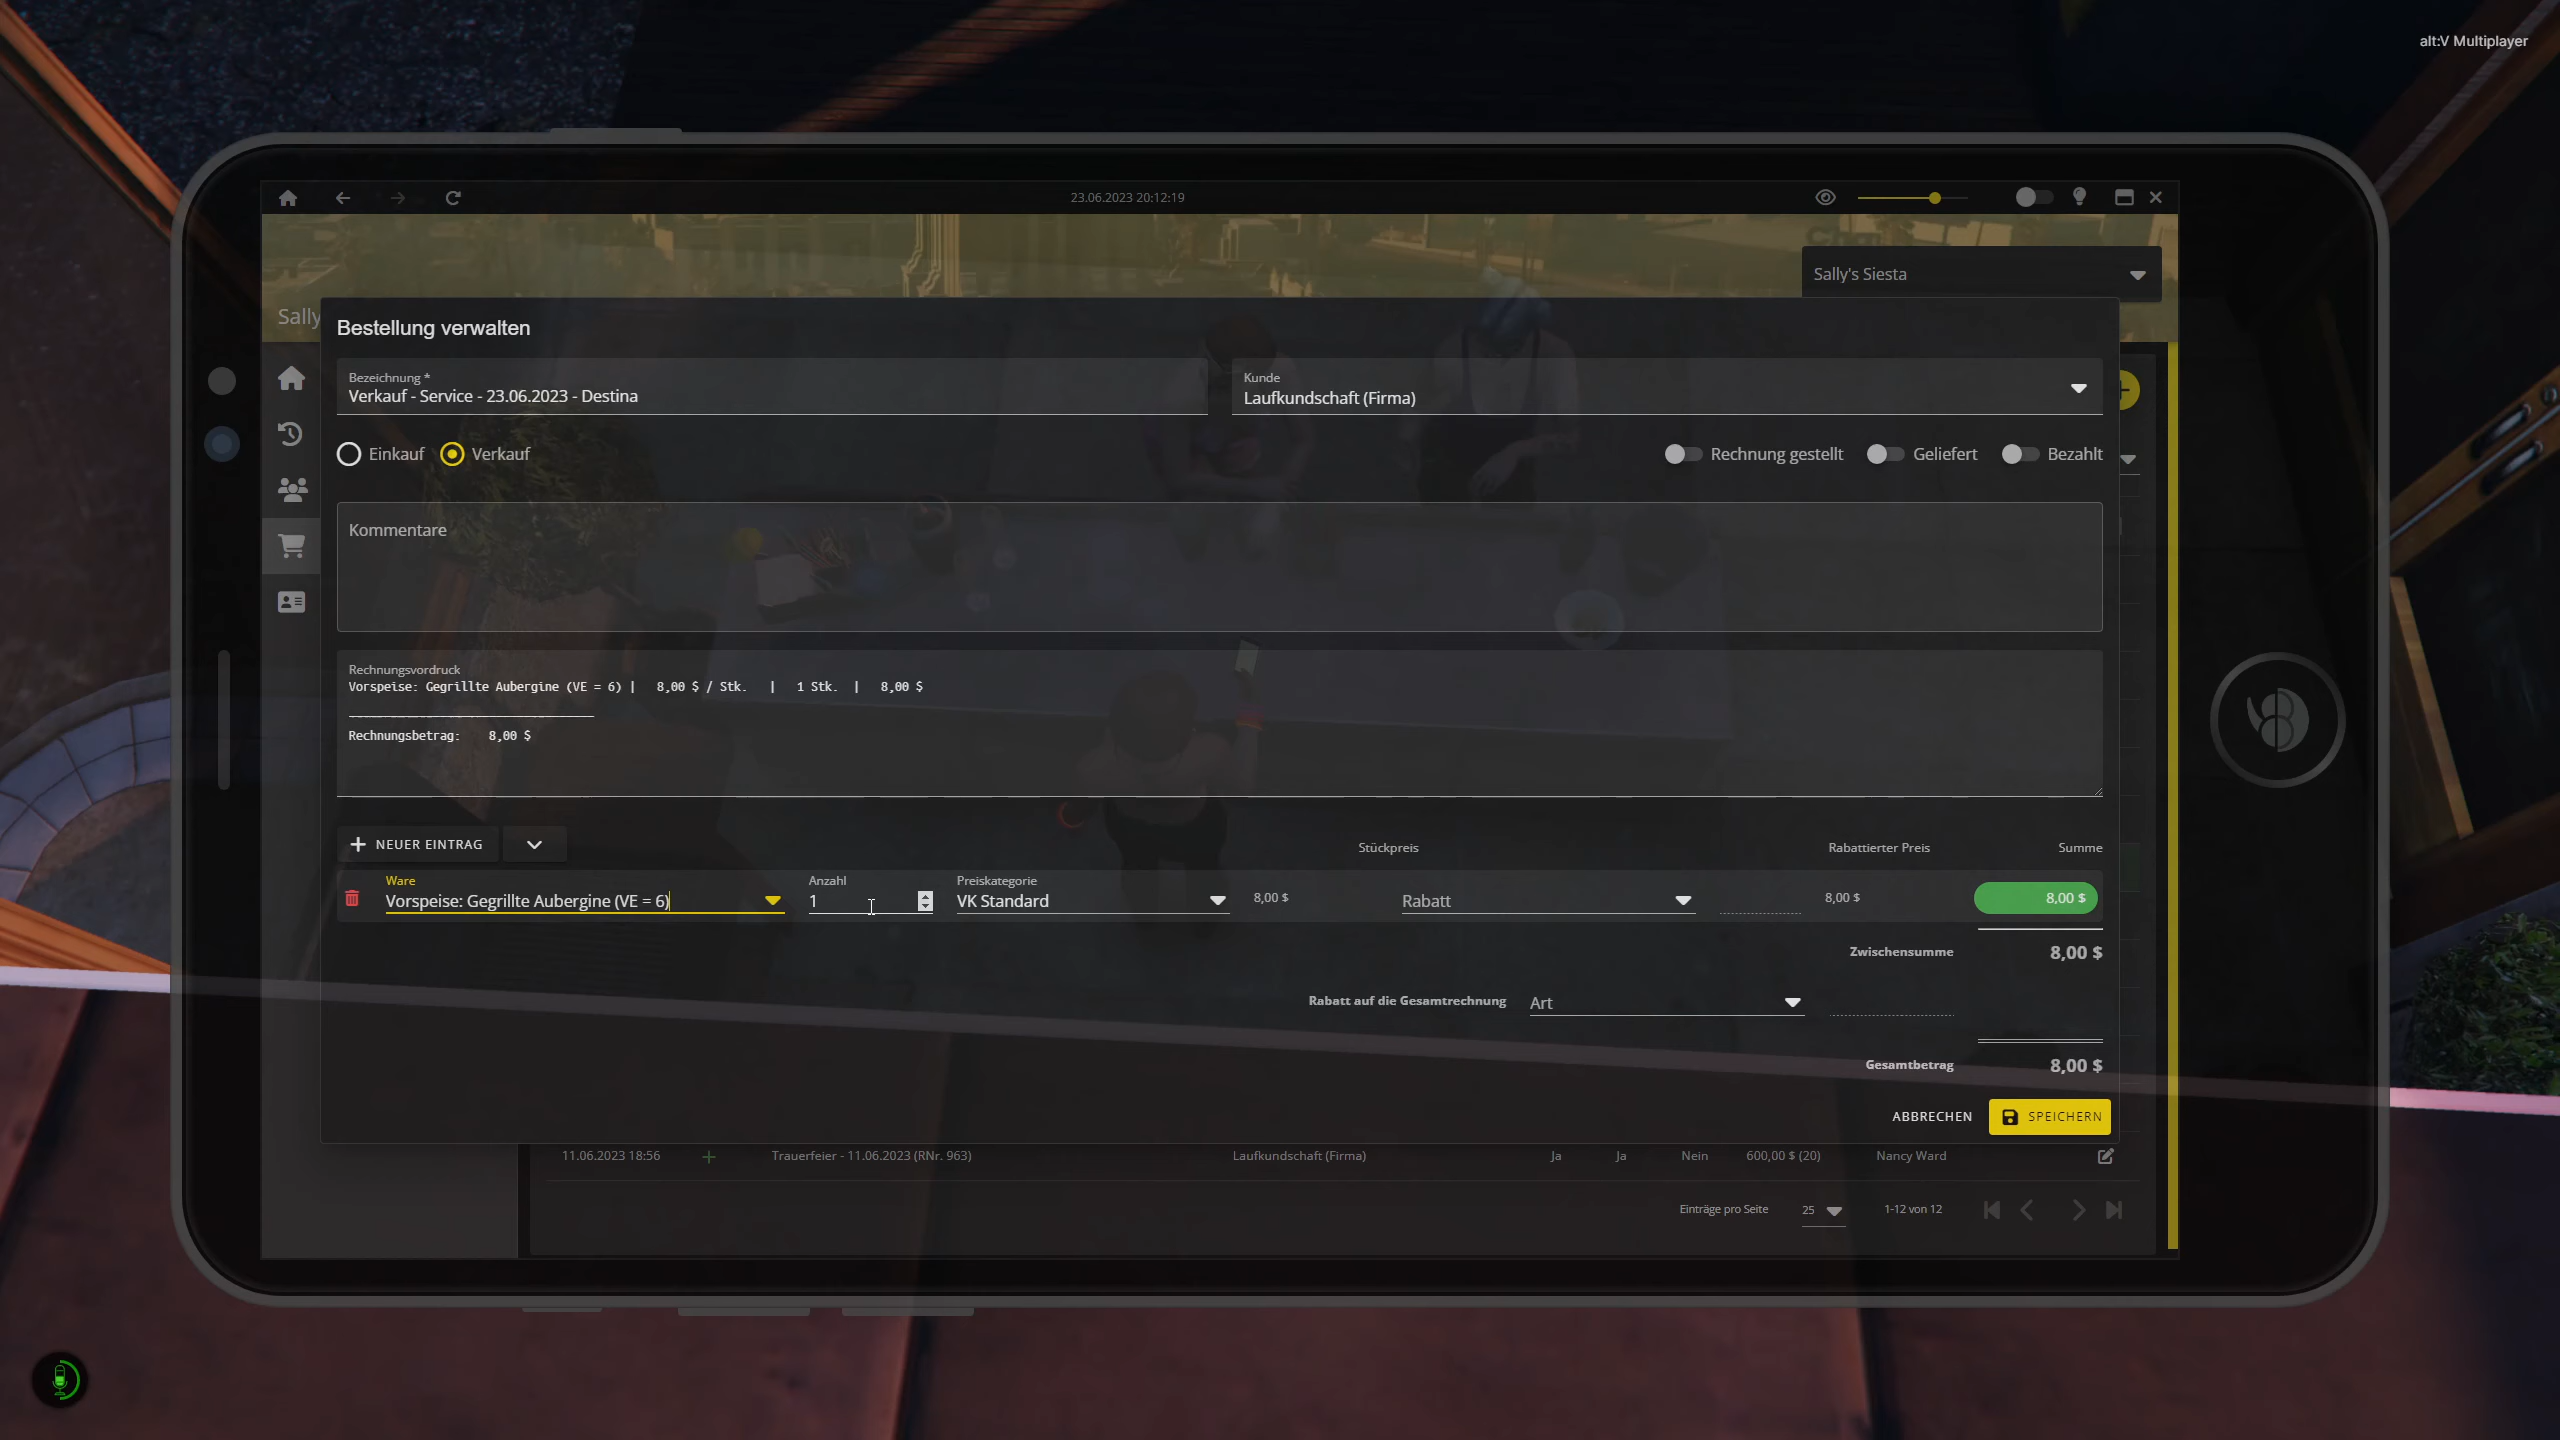 alt:V Multiplayer
23.06.2023 20:12:19
Sally's Siesta
Sally
Bestellung verwalten
Bezeichnung *
Verkauf - Service - 23.06.2023 - Destina
Kunde
Laufkundschaft (Firma)
Einkauf
Verkauf
Rechnung gestellt
Geliefert
Bezahlt
Kommentare
Rechnungsvordruck
Vorspeise: Gegrillte Aubergine (VE = 6) | 8,00 $ / Stk. | 1 Stk. | 8,00 $
Rechnungsbetrag: 8,00 $
NEUER EINTRAG
Stückpreis
Rabattierter Preis
Summe
Ware
Vorspeise: Gegrillte Aubergine (VE = 6)
Anzahl
1
Preiskategorie
VK Standard
8,00 $
Rabatt
8,00 $
8,00 $
Zwischensumme
8,00 $
Rabatt auf die Gesamtrechnung
Art
Gesamtbetrag
8,00 $
ABBRECHEN
SPEICHERN
11.06.2023 18:56
Trauerfeier - 11.06.2023 (RNr. 963)
Laufkundschaft (Firma)
Ja
Ja
Nein
600,00 $ (20)
Nancy Ward
Einträge pro Seite
25
1-12 von 12